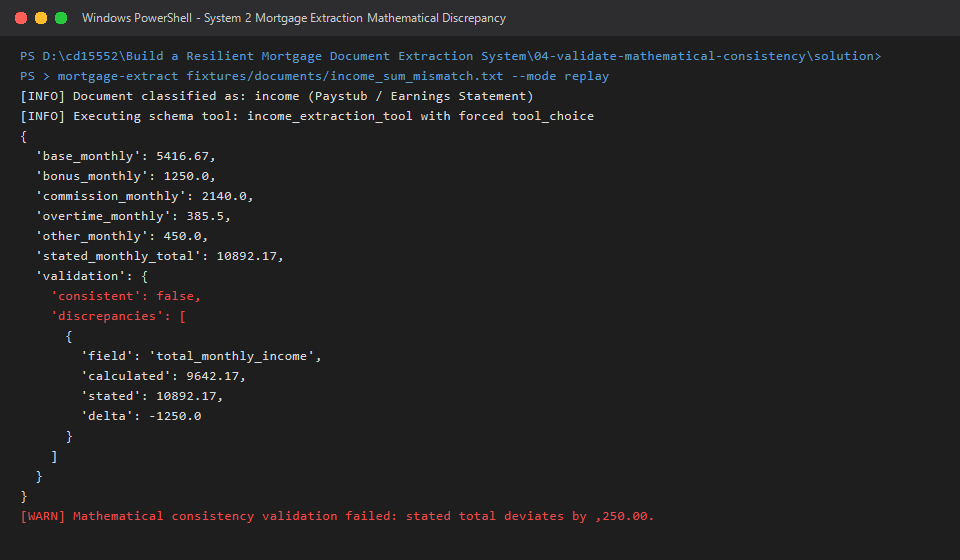 Windows PowerShell - System 2 Mortgage Extraction Mathematical Discrepancy
PS D:\cd15552\Build a Resilient Mortgage Document Extraction System\04-validate-mathematical-consistency\solution>
PS > mortgage-extract fixtures/documents/income_sum_mismatch.txt --mode replay
[INFO] Document classified as: income (Paystub / Earnings Statement)
[INFO] Executing schema tool: income_extraction_tool with forced tool_choice
{
  'base_monthly': 5416.67,
  'bonus_monthly': 1250.0,
  'commission_monthly': 2140.0,
  'overtime_monthly': 385.5,
  'other_monthly': 450.0,
  'stated_monthly_total': 10892.17,
  'validation': {
    'consistent': false,
    'discrepancies': [
      {
        'field': 'total_monthly_income',
        'calculated': 9642.17,
        'stated': 10892.17,
        'delta': -1250.0
      }
    ]
  }
}
[WARN] Mathematical consistency validation failed: stated total deviates by ,250.00.